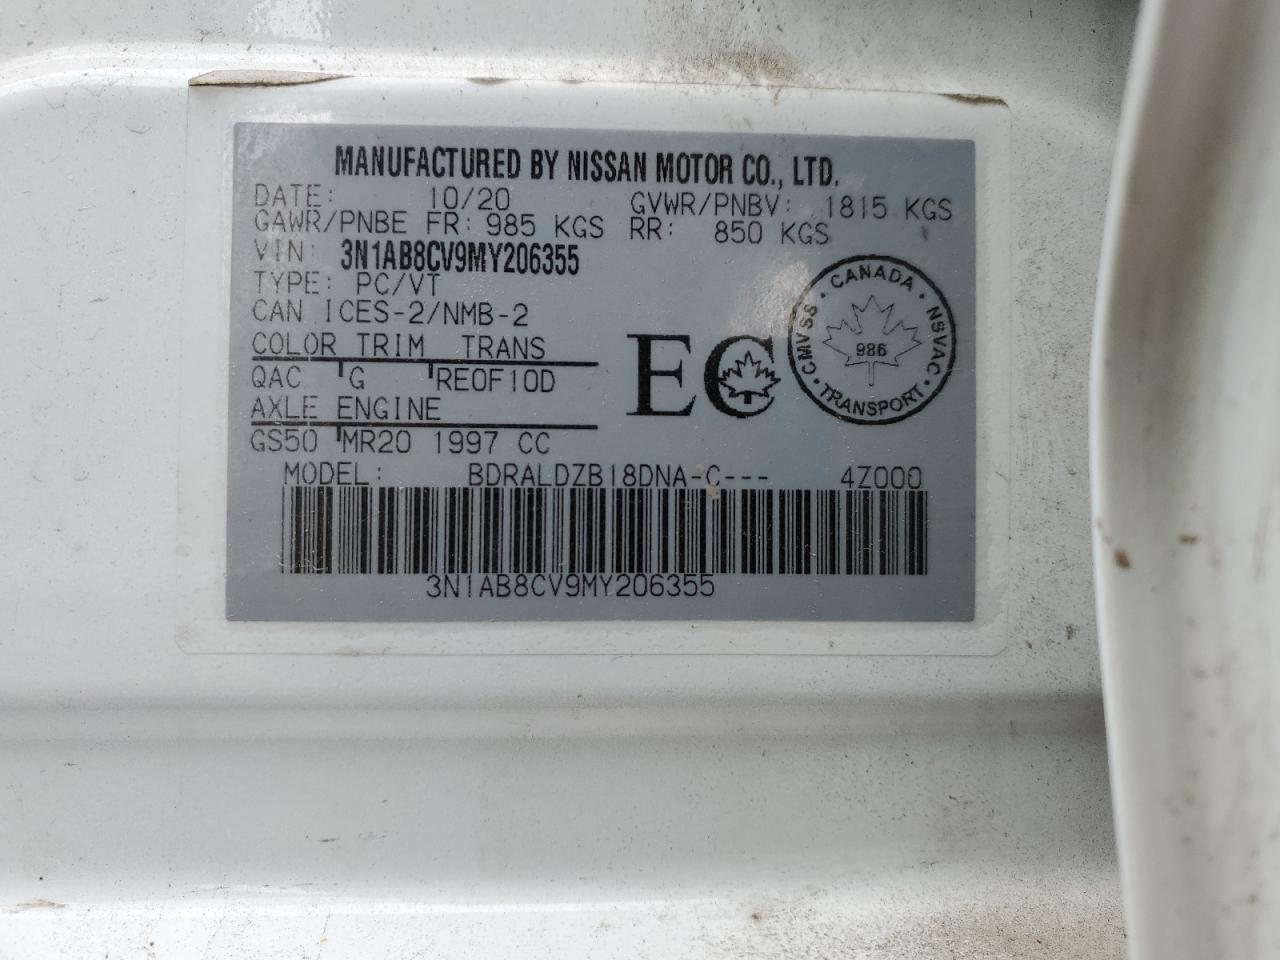 MANUFACTURED BY NISSAN MOTOR CO., LTD.
DATE: 10/20 GVWR/PNBV: 1815 KGS
GAWR/PNBE FR: 985 KGS RR: 850 KGS
VIN: 3N1AB8CV9MY206355
TYPE: PC/VT
CAN ICES-2/NMB-2
COLOR TRIM TRANS
QAC G RE0F10D
AXLE ENGINE
GS50 MR20 1997 CC
EC
CANADA · NSVAC · TRANSPORT · CMVSS ·
986
MODEL: BDRALDZB18DNA-C--- 4Z000
3N1AB8CV9MY206355